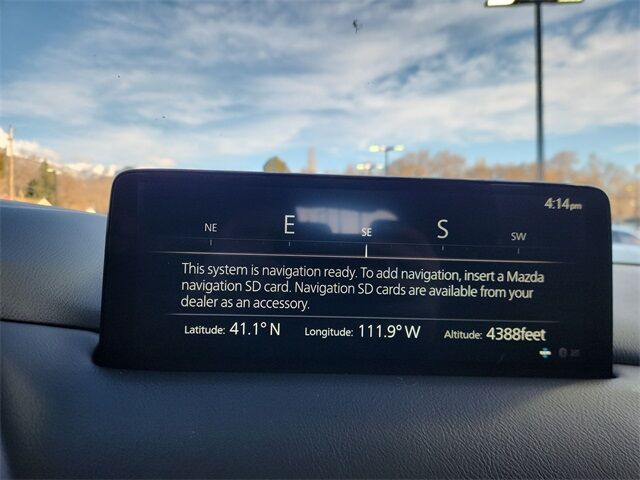 4:14pm
NE E SE S SW
This system is navigation ready. To add navigation, insert a Mazda
navigation SD card. Navigation SD cards are available from your
dealer as an accessory.
Latitude: 41.1°N Longitude: 111.9°W Altitude: 4388feet